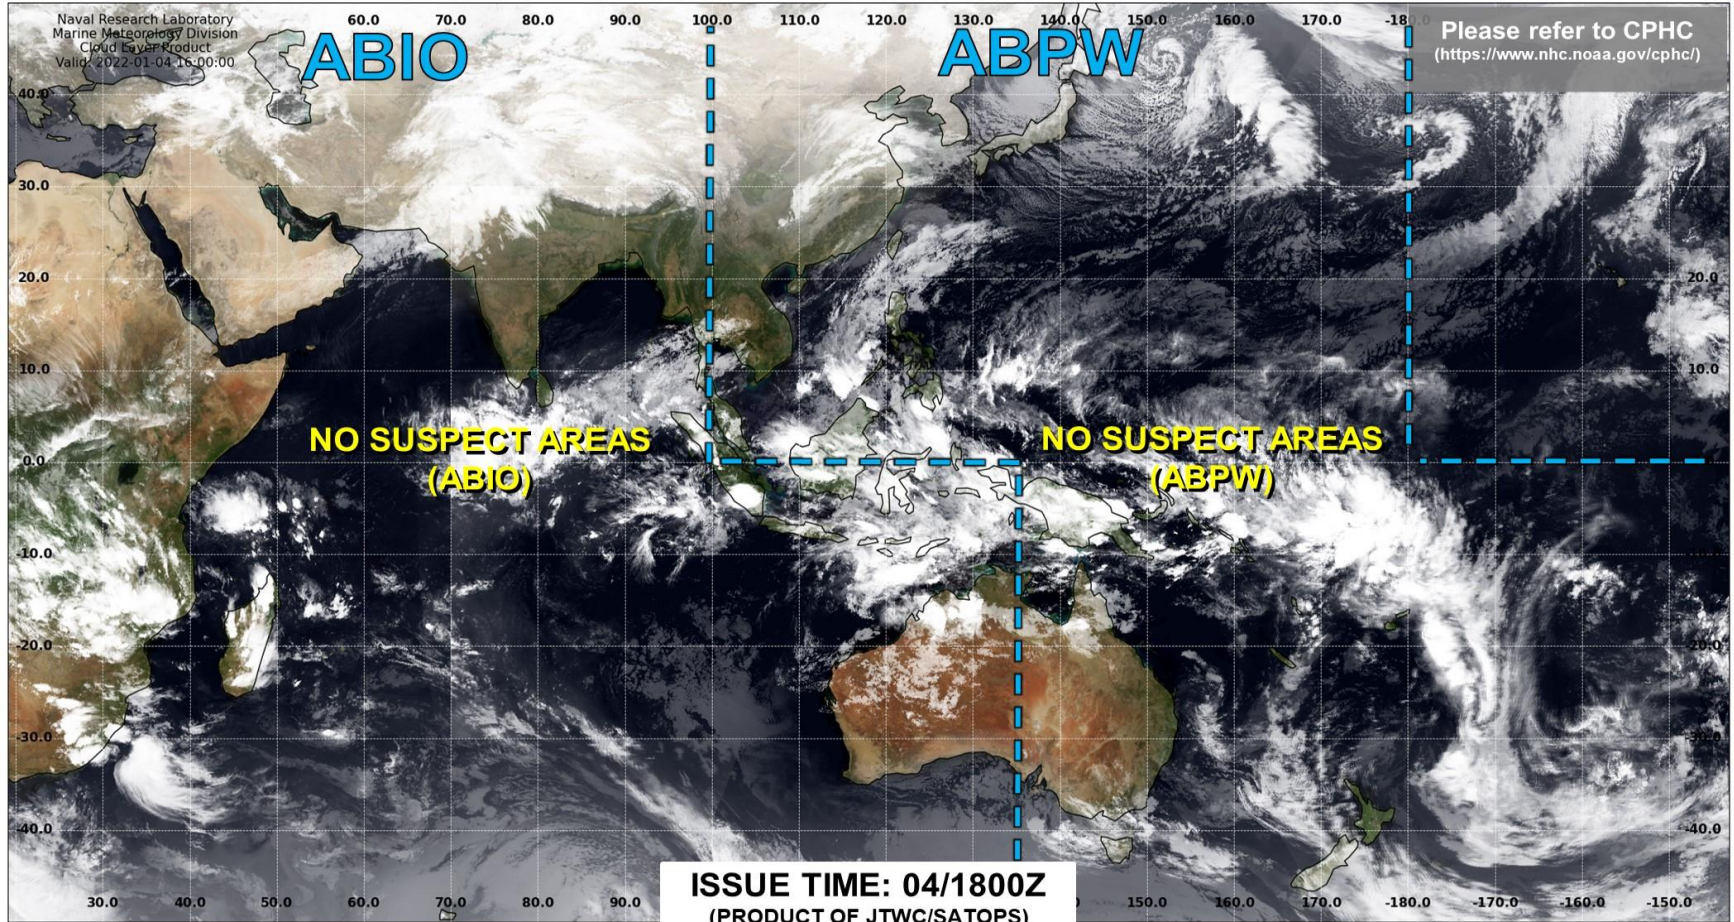 Naval Research Laboratory
Marine Meteorology Division
Cloud Layer Product
Valid: 2022-01-04 16:00:00
60.0 70.0 80.0 90.0 100.0 110.0 120.0 130.0 140.0 150.0 160.0 170.0 -180.0
ABIO
ABPW
Please refer to CPHC
(https://www.nhc.noaa.gov/cphc/)
40.0
30.0
20.0 20.0
10.0 10.0
NO SUSPECT AREAS
(ABIO)
NO SUSPECT AREAS
(ABPW)
0.0
-10.0
-20.0 -20.0
-30.0 -30.0
-40.0 -40.0
ISSUE TIME: 04/1800Z
(PRODUCT OF JTWC/SATOPS)
30.0 40.0 50.0 60.0 70.0 80.0 90.0 150.0 160.0 170.0 -180.0 -170.0 -160.0 -150.0